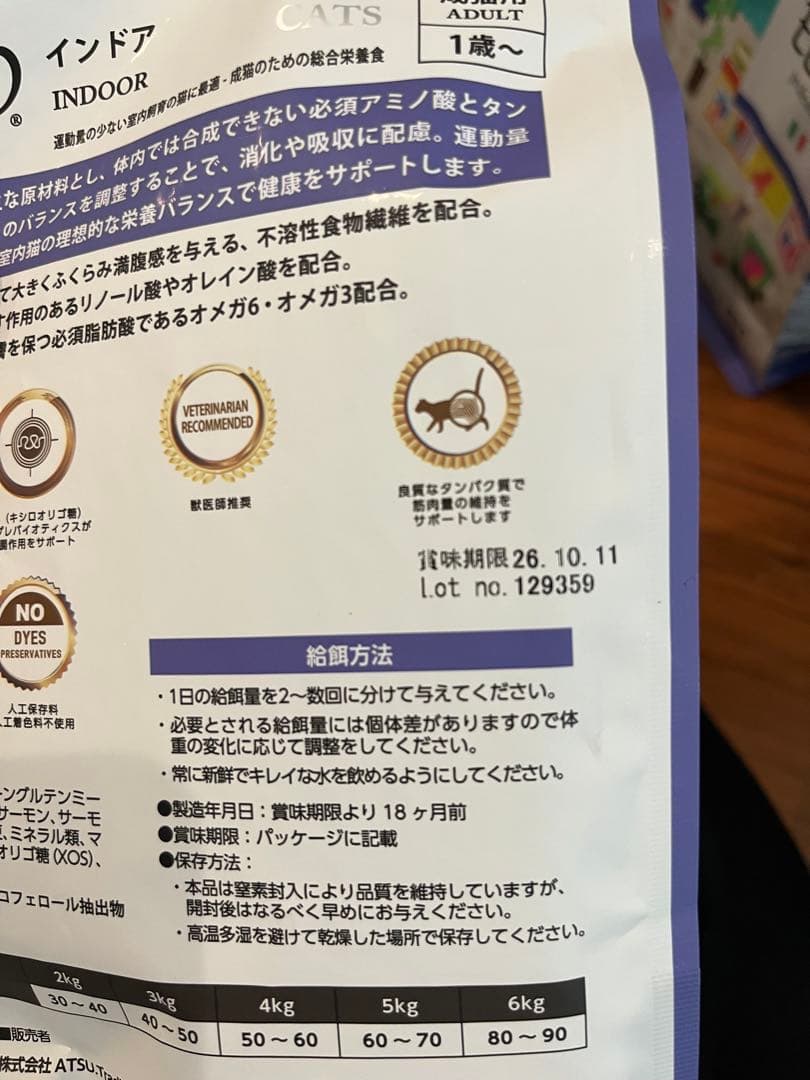 CATS
成猫用
ADULT
1歳～
インドア
INDOOR
®
運動量の少ない室内飼育の猫に最適 - 成猫のための総合栄養食
な原材料とし、体内では合成できない必須アミノ酸とタン
のバランスを調整することで、消化や吸収に配慮。運動量
室内猫の理想的な栄養バランスで健康をサポートします。
て大きくふくらみ満腹感を与える、不溶性食物繊維を配合。
す作用のあるリノール酸やオレイン酸を配合。
を保つ必須脂肪酸であるオメガ6・オメガ3配合。
VETERINARIAN
RECOMMENDED
(キシロオリゴ糖)
プレバイオティクスが
菌作用をサポート
獣医師推奨
良質なタンパク質で
筋肉量の維持を
サポートします
賞味期限26.10.11
lot no.129359
NO
DYES
PRESERVATIVES
人工保存料
人工着色料不使用
給餌方法
・1日の給餌量を2〜数回に分けて与えてください。
・必要とされる給餌量には個体差がありますので体
重の変化に応じて調整をしてください。
・常に新鮮でキレイな水を飲めるようにしてください。
●製造年月日：賞味期限より18ヶ月前
●賞味期限：パッケージに記載
●保存方法：
・本品は窒素封入により品質を維持していますが、
開封後はなるべく早めにお与えください。
・高温多湿を避けて乾燥した場所で保存してください。
ーングルテンミー
サーモン、サーモ
、ミネラル類、マ
オリゴ糖(XOS)、
コフェロール抽出物
2kg 3kg 4kg 5kg 6kg
30〜40 40〜50 50〜60 60〜70 80〜90
■販売者
株式会社 ATSU.Trad